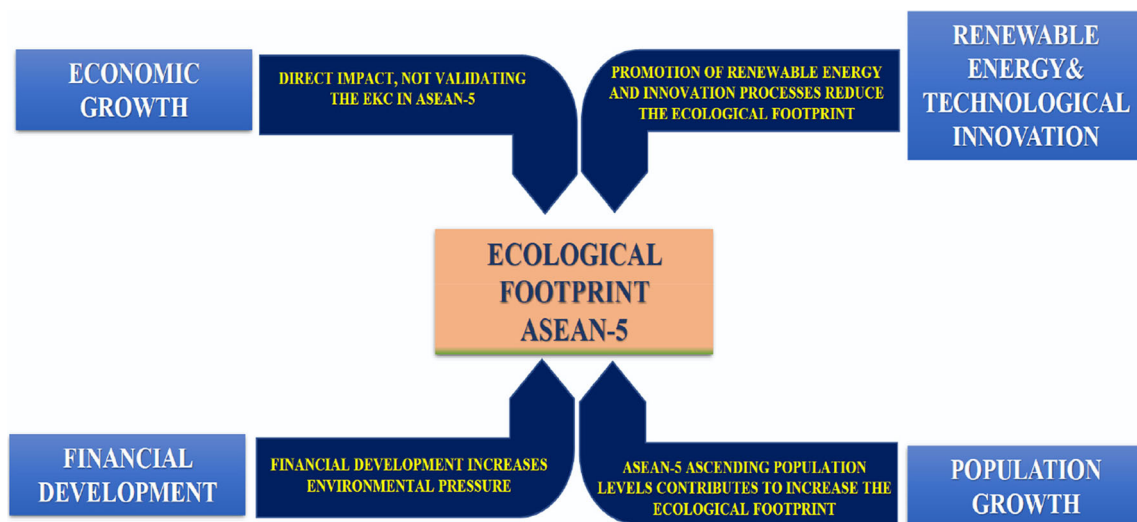 ECONOMIC
GROWTH
DIRECT IMPACT, NOT VALIDATING
THE EKC IN ASEAN-5
PROMOTION OF RENEWABLE ENERGY
AND INNOVATION PROCESSES REDUCE
THE ECOLOGICAL FOOTPRINT
RENEWABLE
ENERGY&
TECHNOLOGICAL
INNOVATION
ECOLOGICAL
FOOTPRINT
ASEAN-5
FINANCIAL
DEVELOPMENT
FINANCIAL DEVELOPMENT INCREASES
ENVIRONMENTAL PRESSURE
ASEAN-5 ASCENDING POPULATION
LEVELS CONTRIBUTES TO INCREASE THE
ECOLOGICAL FOOTPRINT
POPULATION
GROWTH